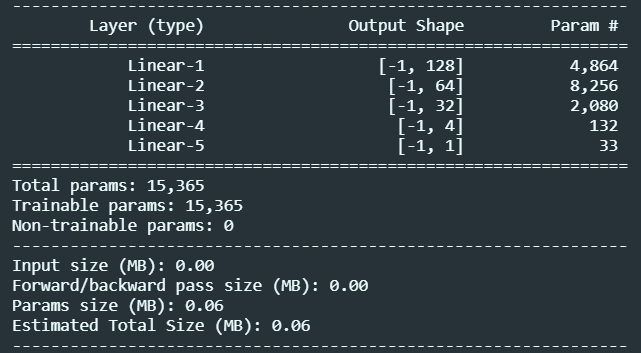 ----------------------------------------------------------------
Layer (type) Output Shape Param #
================================================================
Linear-1 [-1, 128] 4,864
Linear-2 [-1, 64] 8,256
Linear-3 [-1, 32] 2,080
Linear-4 [-1, 4] 132
Linear-5 [-1, 1] 33
================================================================
Total params: 15,365
Trainable params: 15,365
Non-trainable params: 0
----------------------------------------------------------------
Input size (MB): 0.00
Forward/backward pass size (MB): 0.00
Params size (MB): 0.06
Estimated Total Size (MB): 0.06
----------------------------------------------------------------